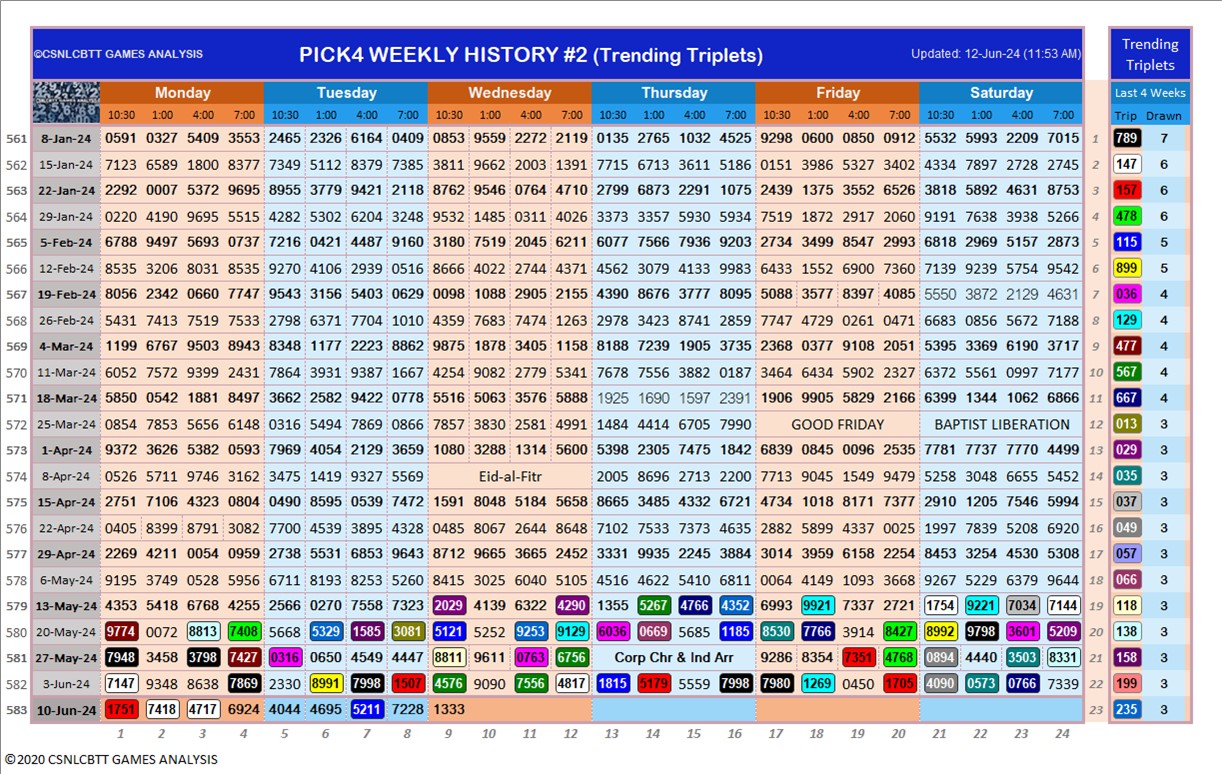 ©CSNLCBTT GAMES ANALYSIS PICK4 WEEKLY HISTORY #2 (Trending Triplets) Updated: 12-Jun-24 (11:53 AM)
Trending
Triplets
Monday Tuesday Wednesday Thursday Friday Saturday Last 4 Weeks
10:30 1:00 4:00 7:00 10:30 1:00 4:00 7:00 10:30 1:00 4:00 7:00 10:30 1:00 4:00 7:00 10:30 1:00 4:00 7:00 10:30 1:00 4:00 7:00 Trip Drawn
561 8-Jan-24 0591 0327 5409 3553 2465 2326 6164 0409 0853 9559 2272 2119 0135 2765 1032 4525 9298 0600 0850 0912 5532 5993 2209 7015 1 789 7
562 15-Jan-24 7123 6589 1800 8377 7349 5112 8379 7385 3011 9662 2003 1391 7715 6713 3611 5186 0151 3986 5327 3402 4334 7897 2728 2745 2 147 6
563 22-Jan-24 2292 0007 5372 9695 8955 3779 9421 2118 8762 9546 0764 4710 2799 6873 2291 1075 2439 1375 3552 6526 3818 5892 4631 8753 3 157 6
564 29-Jan-24 0220 4190 9695 5515 4282 5302 6204 3248 9532 1485 0311 4026 3373 3357 5930 5934 7519 1872 2917 2060 9191 7638 3938 5266 4 478 6
565 5-Feb-24 6788 9497 5693 0737 7216 0421 4487 9160 3180 7519 2045 6211 6077 7566 7936 9203 2734 3499 8547 2993 6818 2969 5157 2873 5 115 5
566 12-Feb-24 8535 3206 8031 8535 9270 4106 2939 0516 8666 4022 2744 4371 4562 3079 4133 9983 6433 1552 6900 7360 7139 9239 5754 9542 6 899 5
567 19-Feb-24 8056 2342 0660 7747 9543 3156 5403 0629 9098 1088 2905 2155 4390 8676 3777 8095 5088 3577 8397 4085 5550 3872 2129 4631 7 036 4
568 26-Feb-24 5431 7413 7519 7533 2798 6371 7704 1010 4359 7683 7474 1263 2978 3423 8741 2859 7747 4729 0261 0471 6683 0856 5672 7188 8 129 4
569 4-Mar-24 1199 6767 9503 8943 8348 1177 2223 8862 9875 1878 3405 1158 8188 7239 1905 3735 2368 0377 9108 2051 5395 3369 6190 3717 9 477 4
570 11-Mar-24 6052 7572 9399 2431 7864 3931 9387 1667 4254 9082 2779 5341 7678 7556 3882 0187 3464 6434 5902 2327 6372 5561 0997 7177 10 567 4
571 18-Mar-24 5850 0542 1881 8497 3662 2582 9422 0778 5516 5063 3576 5888 1925 1690 1597 2391 1906 9905 5829 2166 6399 1344 1062 6866 11 667 4
572 25-Mar-24 0854 7853 5656 6148 0316 5494 7869 0866 7857 3830 2581 4991 1484 4414 6705 7990 GOOD FRIDAY BAPTIST LIBERATION 12 013 3
573 1-Apr-24 9372 3626 5382 0593 7969 4054 2129 3659 1080 3288 1314 5600 5398 2305 7475 1842 6839 0845 0096 2535 7781 7737 7770 4499 13 029 3
574 8-Apr-24 0526 5711 9746 3162 3475 1419 9327 5569 Eid-al-Fitr 2005 8696 2713 2200 7713 9045 1549 9479 5258 3048 6655 5452 14 035 3
575 15-Apr-24 2751 7106 4323 0804 0490 8595 0539 7472 1591 8048 5184 5658 8665 3485 4332 6721 4734 1018 8171 7377 2910 1205 7546 5994 15 037 3
576 22-Apr-24 0405 8399 8791 3082 7700 4539 3895 4328 0485 8067 2644 8648 7102 7533 7373 4635 2882 5899 4337 0025 1997 7839 5208 6920 16 049 3
577 29-Apr-24 2269 4211 0054 0959 2738 5531 6853 9643 8712 9665 3665 2452 3331 9935 2245 3884 3014 3959 6158 2254 8453 3254 4530 5308 17 057 3
578 6-May-24 9195 3749 0528 5956 6711 8193 8253 5260 8415 3025 6040 5105 4516 4622 5410 6811 0064 4149 1093 3668 9267 5229 6379 9644 18 066 3
579 13-May-24 4353 5418 6768 4255 2566 0270 7558 7323 2029 4139 6322 4290 1355 5267 4766 4352 6993 9921 7337 2721 1754 9221 7034 7144 19 118 3
580 20-May-24 9774 0072 8813 7408 5668 5329 1585 3081 5121 5252 9253 9129 6036 0669 5685 1185 8530 7766 3914 8427 8992 9798 3601 5209 20 138 3
581 27-May-24 7948 3458 3798 7427 0316 0650 4549 4447 8811 9611 0763 6756 Corp Chr & Ind Arr 9286 8354 7351 4768 0894 4440 3503 8331 21 158 3
582 3-Jun-24 7147 9348 8638 7869 2330 8991 7998 1507 4576 9090 7556 4817 1815 5179 5559 7998 7980 1269 0450 1705 4090 0573 0766 7339 22 199 3
583 10-Jun-24 1751 7418 4717 6924 4044 4695 5211 7228 1333 23 235 3
1 2 3 4 5 6 7 8 9 10 11 12 13 14 15 16 17 18 19 20 21 22 23 24
©2020 CSNLCBTT GAMES ANALYSIS